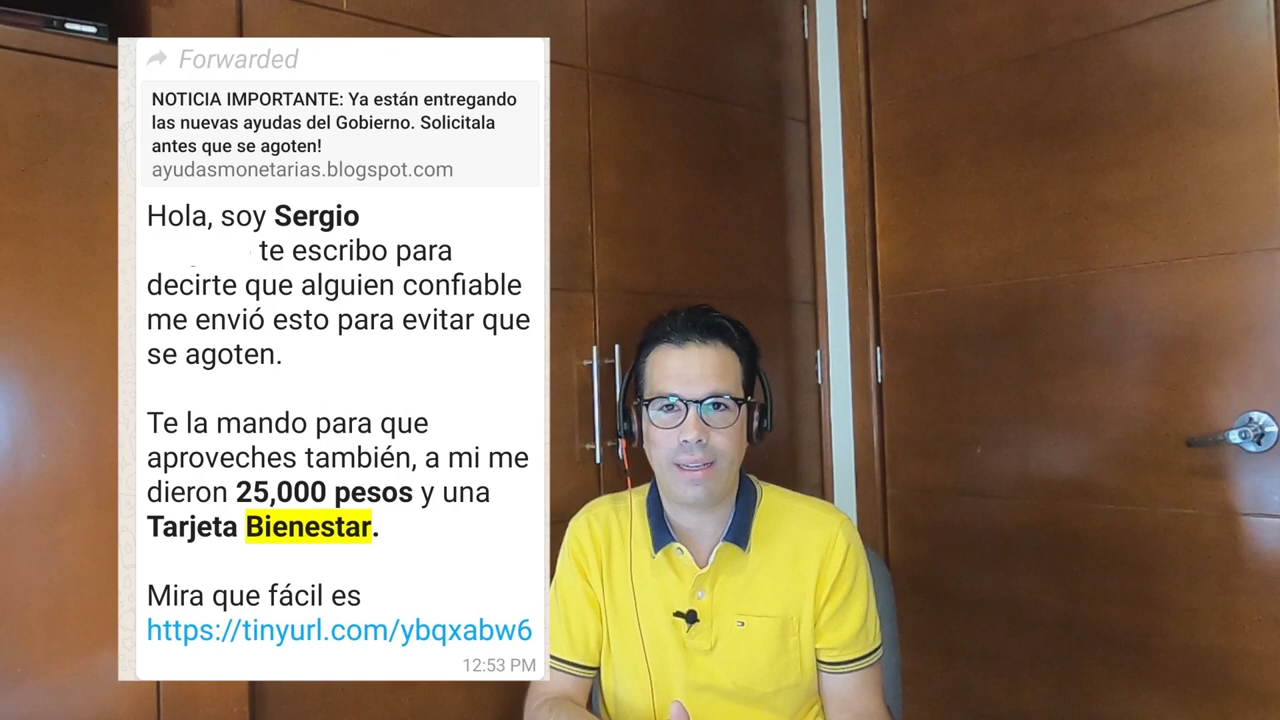 Forwarded
NOTICIA IMPORTANTE: Ya están entregando
las nuevas ayudas del Gobierno. Solicitala
antes que se agoten!
ayudasmonetarias.blogspot.com
Hola, soy Sergio
te escribo para
decirte que alguien confiable
me envió esto para evitar que
se agoten.
Te la mando para que
aproveches también, a mi me
dieron 25,000 pesos y una
Tarjeta Bienestar.
Mira que fácil es
https://tinyurl.com/ybqxabw6
12:53 PM